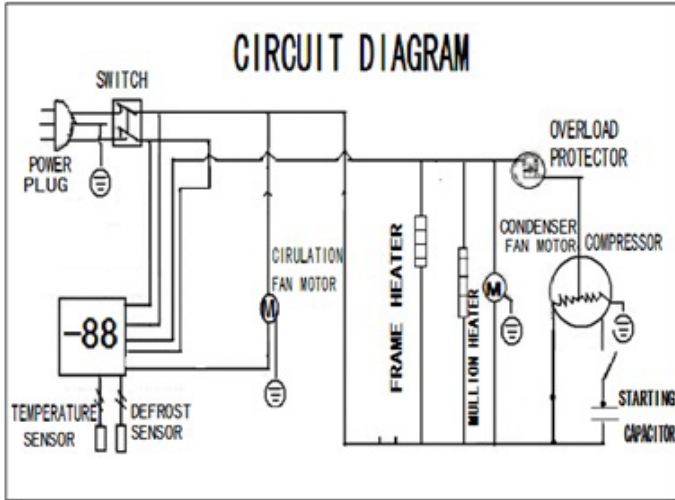 CIRCUIT DIAGRAM
SWITCH
POWER
PLUG
OVERLOAD
PROTECTOR
CIRULATION
FAN MOTOR
M
FRAME HEATER
MULLION HEATER
CONDENSER
FAN MOTOR
M
COMPRESSOR
-88
TEMPERATURE
SENSOR
DEFROST
SENSOR
STARTING
CAPACITOR